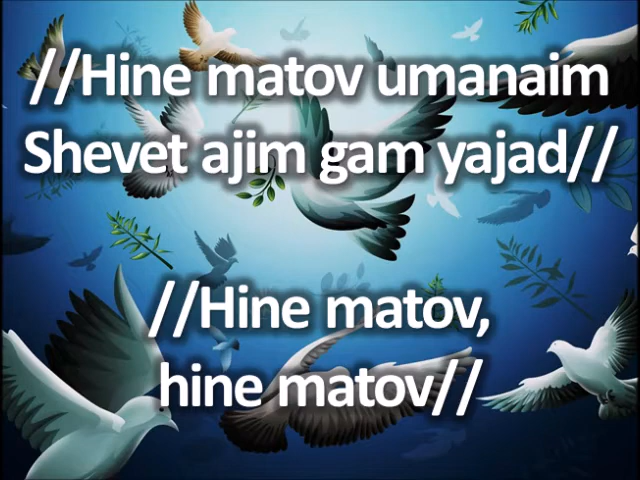 //Hine matov umanaim
Shevet ajim gam yajad//
//Hine matov,
hine matov//